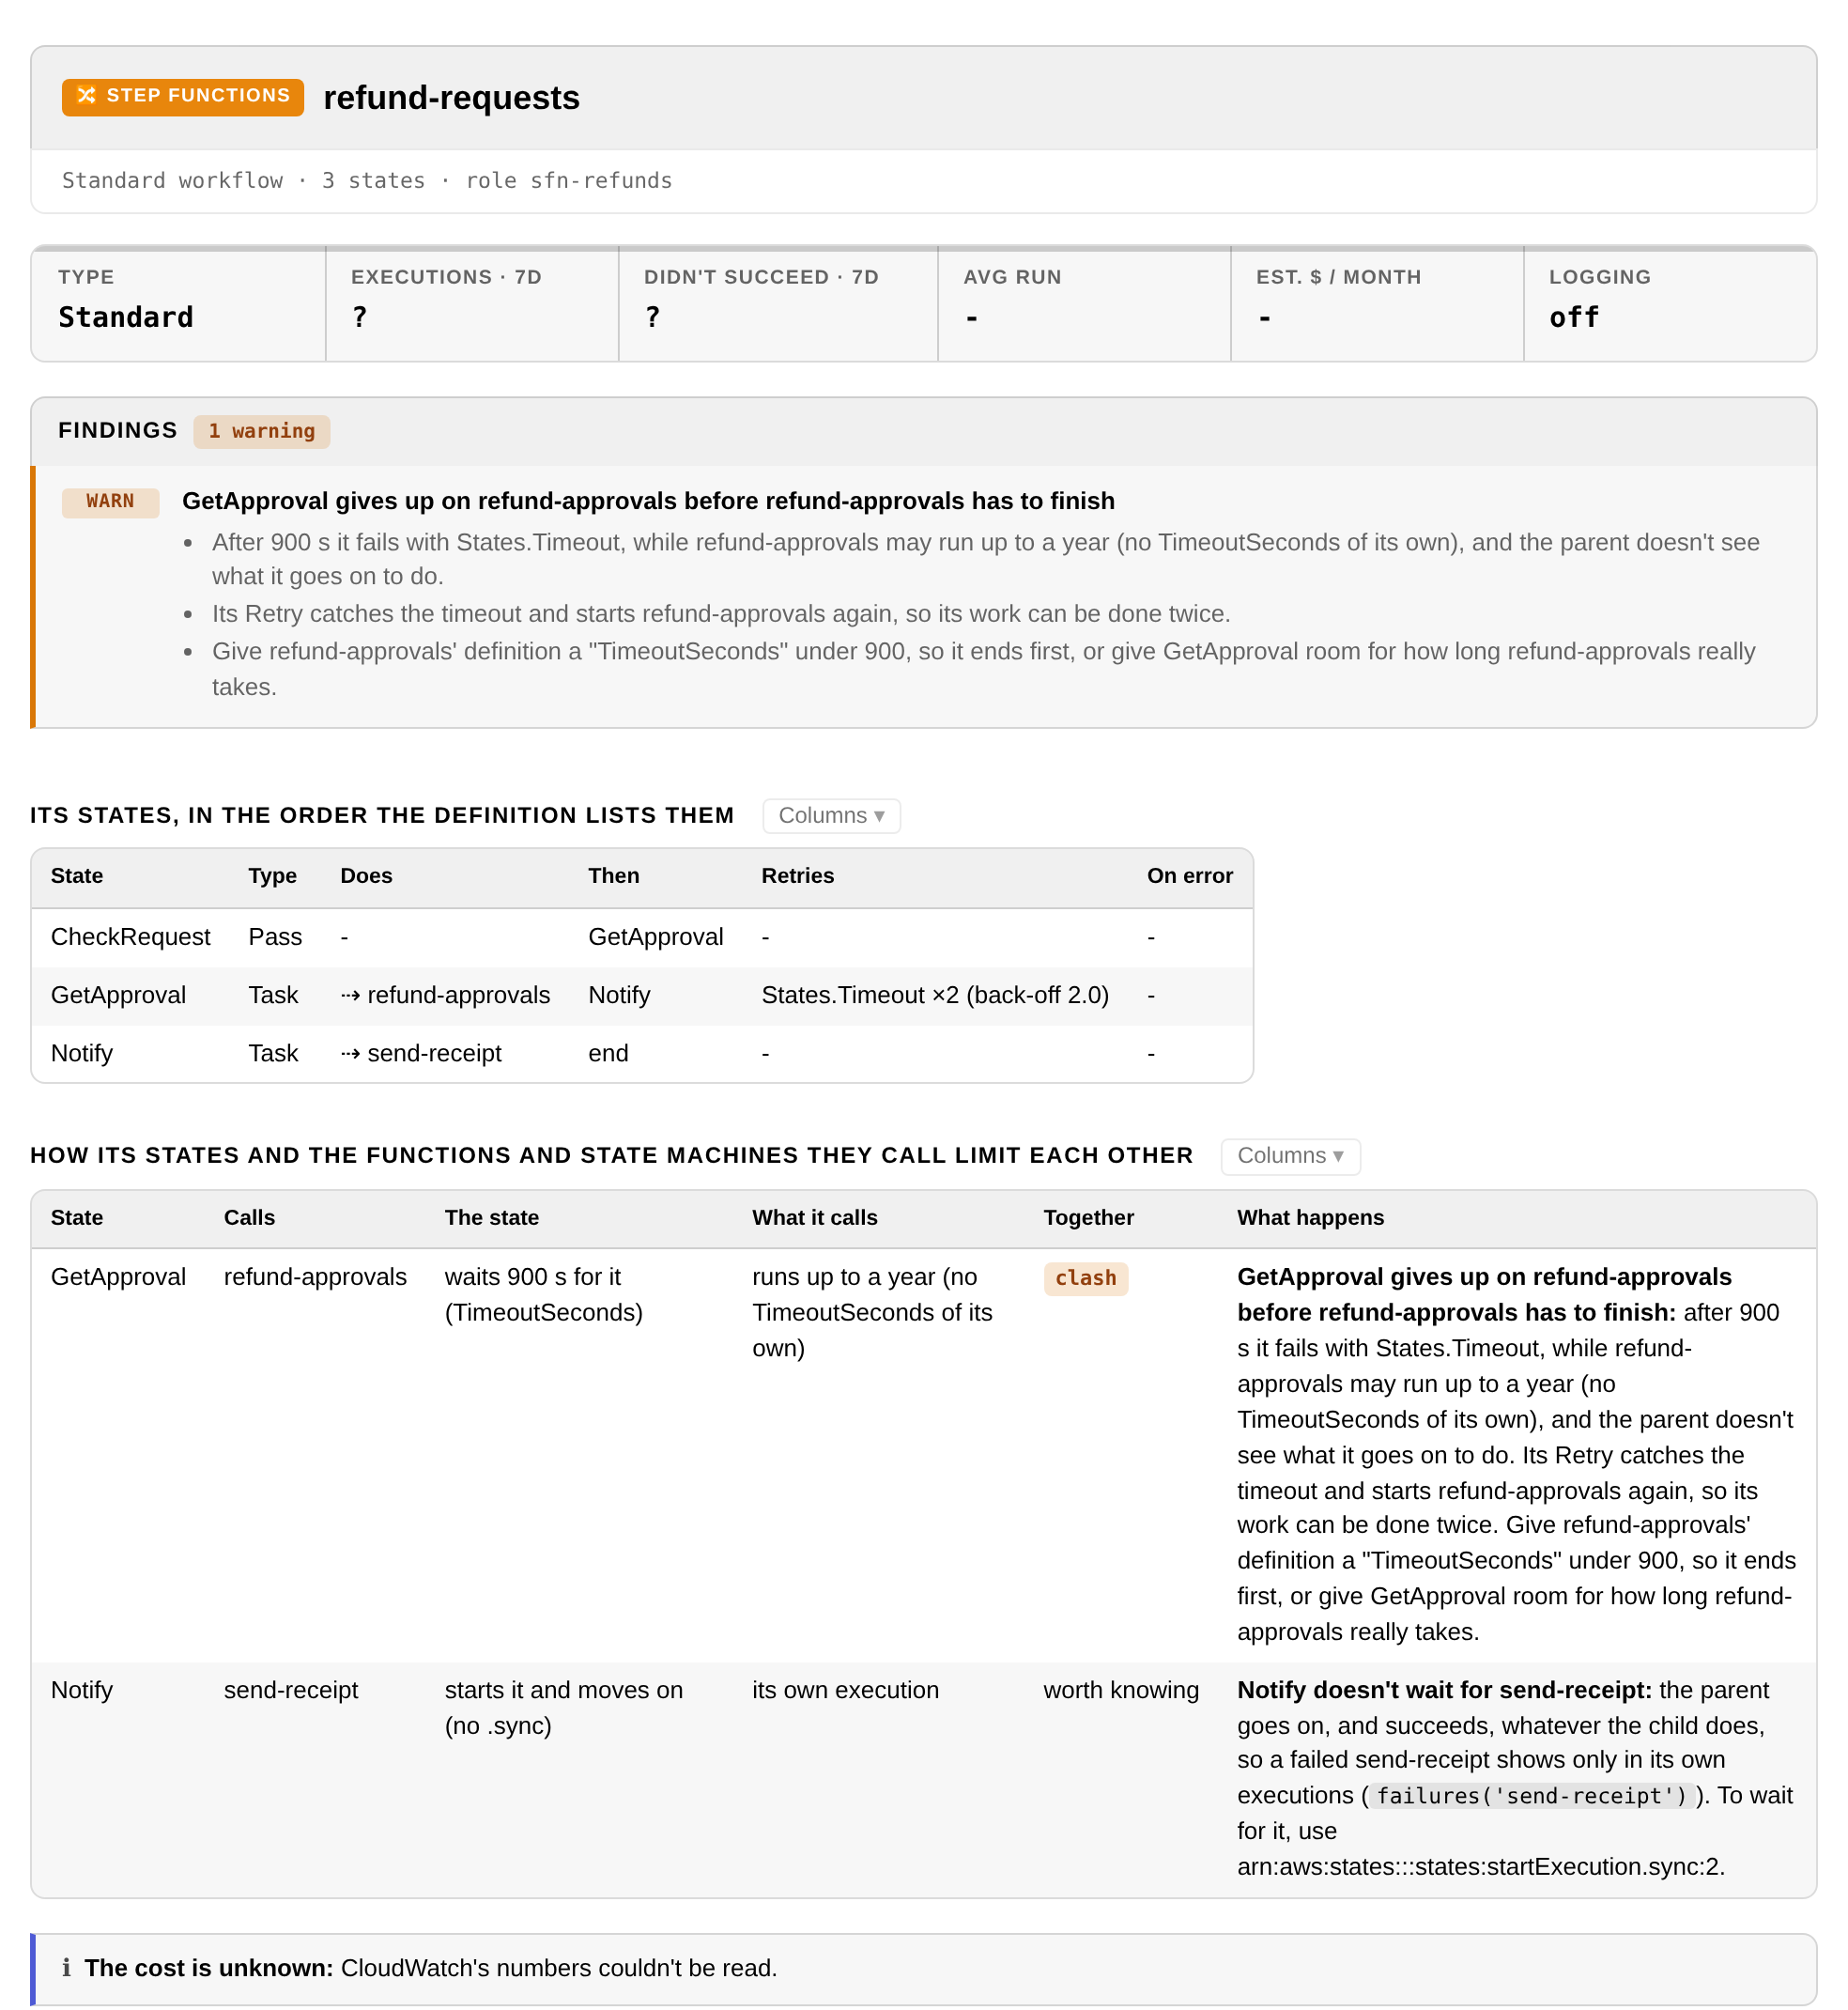 🔀 STEP FUNCTIONS refund-requests
Standard workflow · 3 states · role sfn-refunds
TYPE EXECUTIONS · 7D DIDN'T SUCCEED · 7D AVG RUN EST. $ / MONTH LOGGING
Standard ? ? - - off
FINDINGS 1 warning
WARN GetApproval gives up on refund-approvals before refund-approvals has to finish
• After 900 s it fails with States.Timeout, while refund-approvals may run up to a year (no TimeoutSeconds of its own), and the parent doesn't see
what it goes on to do.
• Its Retry catches the timeout and starts refund-approvals again, so its work can be done twice.
• Give refund-approvals' definition a "TimeoutSeconds" under 900, so it ends first, or give GetApproval room for how long refund-approvals really
takes.
ITS STATES, IN THE ORDER THE DEFINITION LISTS THEM Columns ▾
State Type Does Then Retries On error
CheckRequest Pass - GetApproval - -
GetApproval Task ⇢ refund-approvals Notify States.Timeout ×2 (back-off 2.0) -
Notify Task ⇢ send-receipt end - -
HOW ITS STATES AND THE FUNCTIONS AND STATE MACHINES THEY CALL LIMIT EACH OTHER Columns ▾
State Calls The state What it calls Together What happens
GetApproval refund-approvals waits 900 s for it runs up to a year (no clash GetApproval gives up on refund-approvals
(TimeoutSeconds) TimeoutSeconds of its before refund-approvals has to finish: after 900
own) s it fails with States.Timeout, while refund-
approvals may run up to a year (no
TimeoutSeconds of its own), and the parent doesn't
see what it goes on to do. Its Retry catches the
timeout and starts refund-approvals again, so its
work can be done twice. Give refund-approvals'
definition a "TimeoutSeconds" under 900, so it ends
first, or give GetApproval room for how long refund-
approvals really takes.
Notify send-receipt starts it and moves on its own execution worth knowing Notify doesn't wait for send-receipt: the parent
(no .sync) goes on, and succeeds, whatever the child does,
so a failed send-receipt shows only in its own
executions (failures('send-receipt')). To wait
for it, use
arn:aws:states:::states:startExecution.sync:2.
ℹ The cost is unknown: CloudWatch's numbers couldn't be read.